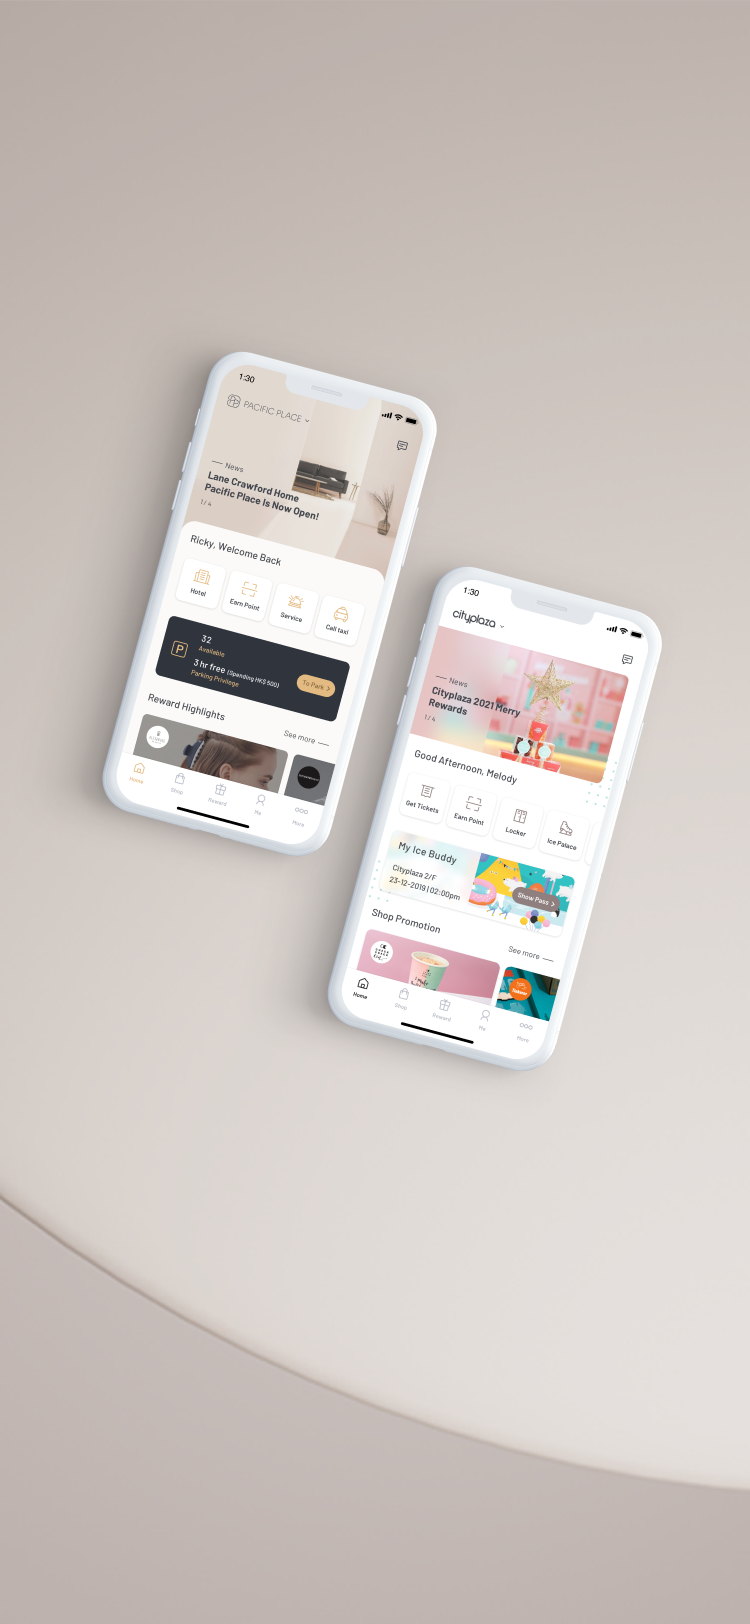 1:30
PACIFIC PLACE
News
Lane Crawford Home
Pacific Place Is Now Open!
1 / 4
Ricky, Welcome Back
Hotel
Earn Point
Service
Call taxi
32
Available
3 hr free (Spending HK$ 500)
Parking Privilege
To Park
Reward Highlights
See more
Home
Shop
Reward
Me
More
1:30
cityplaza
News
Cityplaza 2021 Merry
Rewards
1 / 4
Good Afternoon, Melody
Get Tickets
Earn Point
Locker
Ice Palace
My Ice Buddy
Cityplaza 2/F
23-12-2019|02:00pm
Show Pass
Shop Promotion
See more
Home
Shop
Reward
Me
More